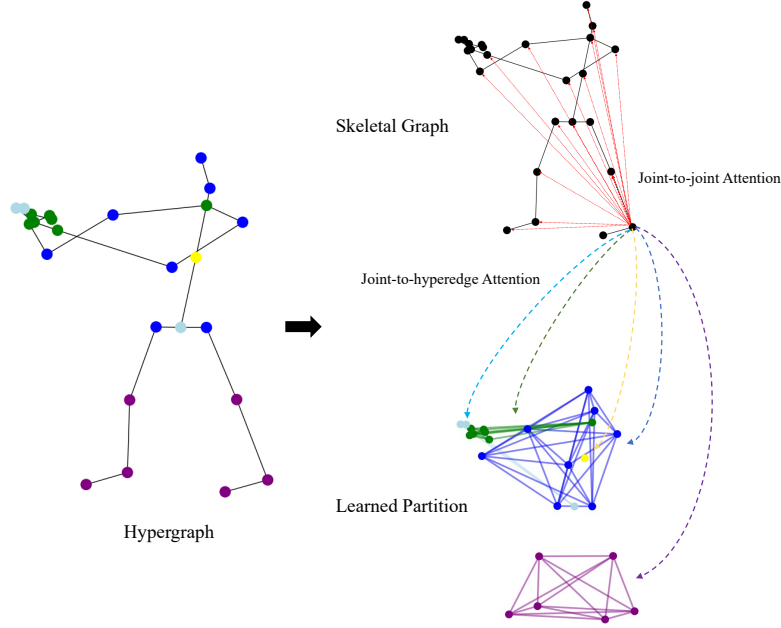 Skeletal Graph
Joint-to-joint Attention
Joint-to-hyperedge Attention
Learned Partition
Hypergraph